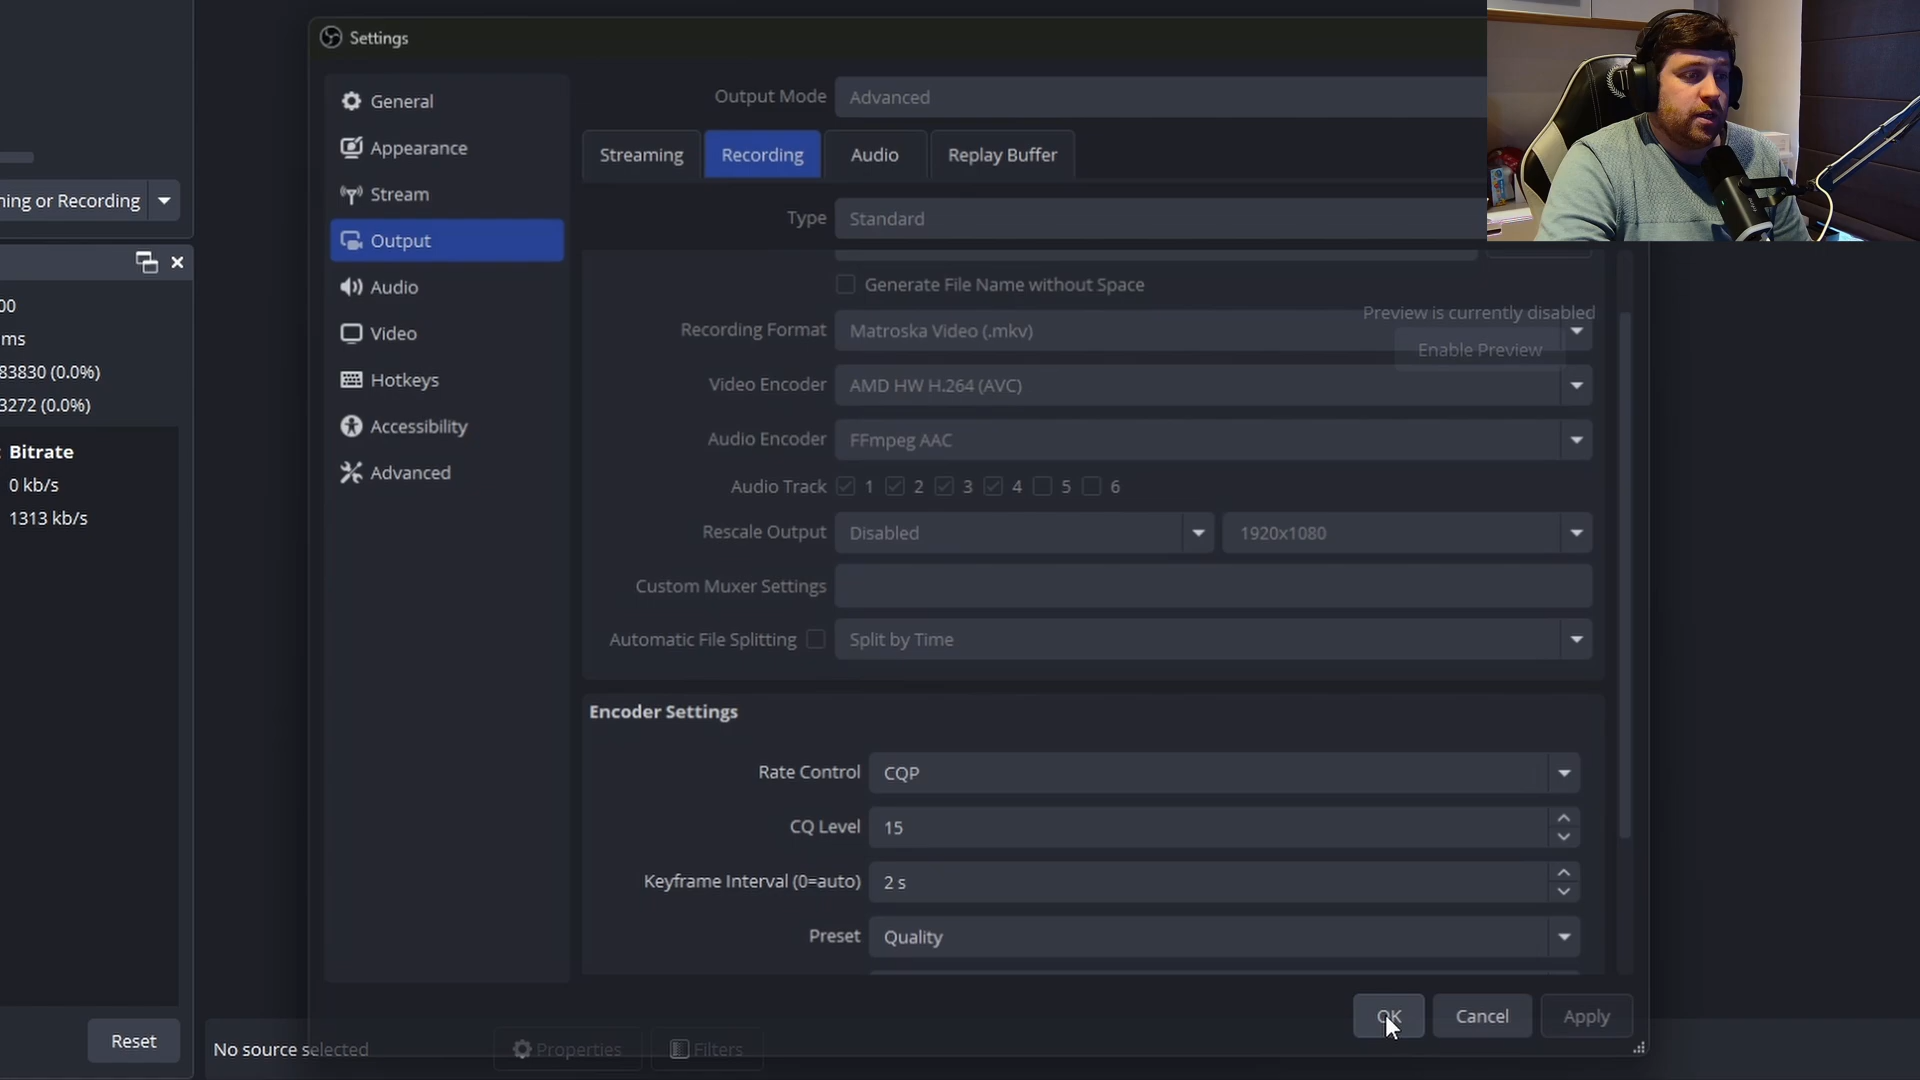 Settings
General
Appearance
Stream
Output
Audio
Video
Hotkeys
Accessibility
Advanced
ning or Recording
00
ms
83830 (0.0%)
3272 (0.0%)
Bitrate
0 kb/s
1313 kb/s
Reset
Output Mode Advanced
Streaming Recording Audio Replay Buffer
Type Standard
Generate File Name without Space
Preview is currently disabled
Enable Preview
Recording Format Matroska Video (.mkv)
Video Encoder AMD HW H.264 (AVC)
Audio Encoder FFmpeg AAC
Audio Track 1 2 3 4 5 6
Rescale Output Disabled 1920x1080
Custom Muxer Settings
Automatic File Splitting Split by Time
Encoder Settings
Rate Control CQP
CQ Level 15
Keyframe Interval (0=auto) 2 s
Preset Quality
OK Cancel Apply
No source selected Properties Filters